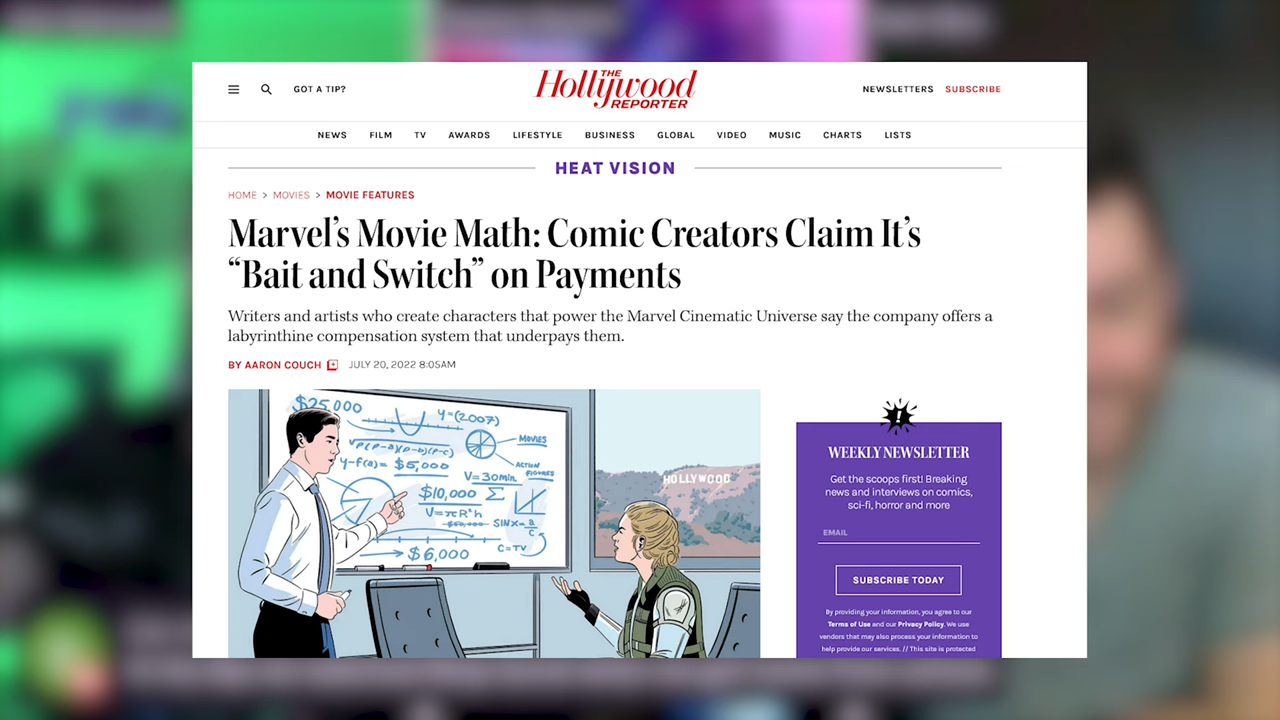 GOT A TIP?
THE
Hollywood
REPORTER
NEWSLETTERS SUBSCRIBE
NEWS FILM TV AWARDS LIFESTYLE BUSINESS GLOBAL VIDEO MUSIC CHARTS LISTS
HEAT VISION
HOME > MOVIES > MOVIE FEATURES
Marvel’s Movie Math: Comic Creators Claim It’s
“Bait and Switch” on Payments
Writers and artists who create characters that power the Marvel Cinematic Universe say the company offers a
labyrinthine compensation system that underpays them.
BY AARON COUCH JULY 20, 2022 8:05AM
$25,000
y=(2007)
MOVIES
√p(p-a)(p-b)(p-c)
y-f(a)= $5,000
ACTION
FIGURES
V=30min.
$10,000 Σ
V=πR²h
SINX=a/c
$6,000
C=TV
HOLLYWOOD
!
WEEKLY NEWSLETTER
Get the scoops first! Breaking
news and interviews on comics,
sci-fi, horror and more
EMAIL
SUBSCRIBE TODAY
By providing your information, you agree to our
Terms of Use and our Privacy Policy. We use
vendors that may also process your information to
help provide our services. // This site is protected